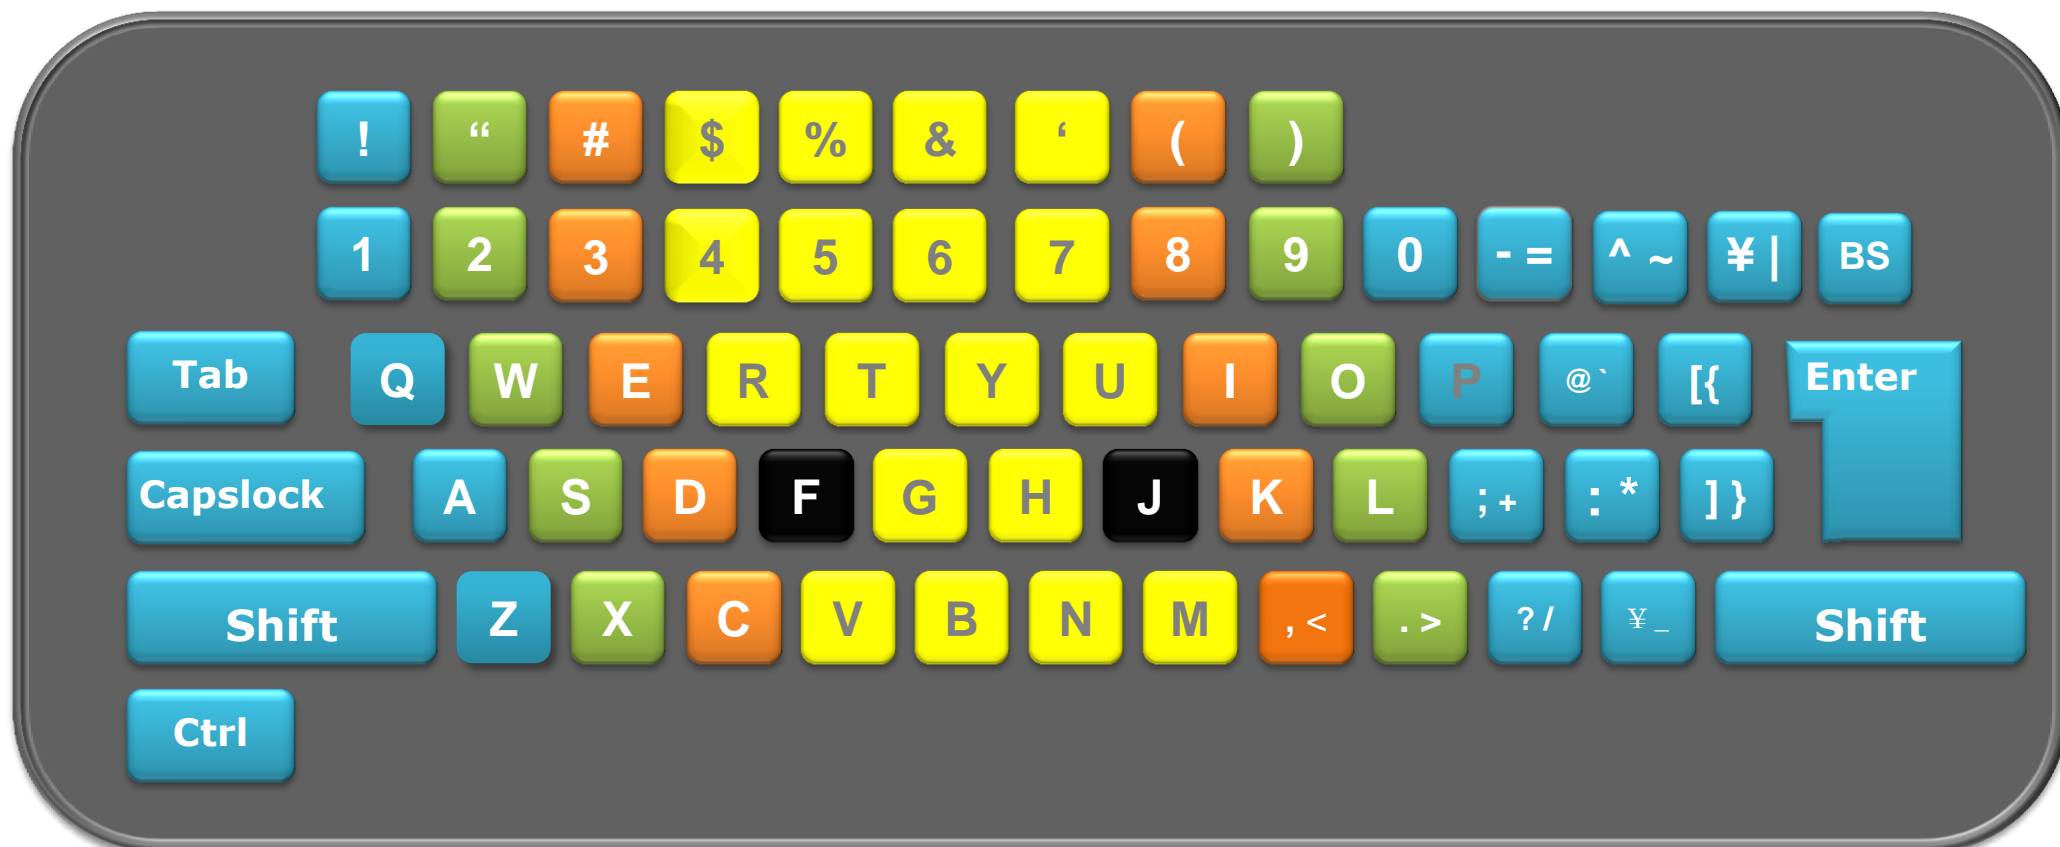 ! “ # $ % & ‘ ( )
1 2 3 4 5 6 7 8 9 0 - = ^ ~ ¥ | BS
Tab Q W E R T Y U I O P @ ` [{ Enter
Capslock A S D F G H J K L ; + : * ] }
Shift Z X C V B N M , < . > ? / ¥ _ Shift
Ctrl